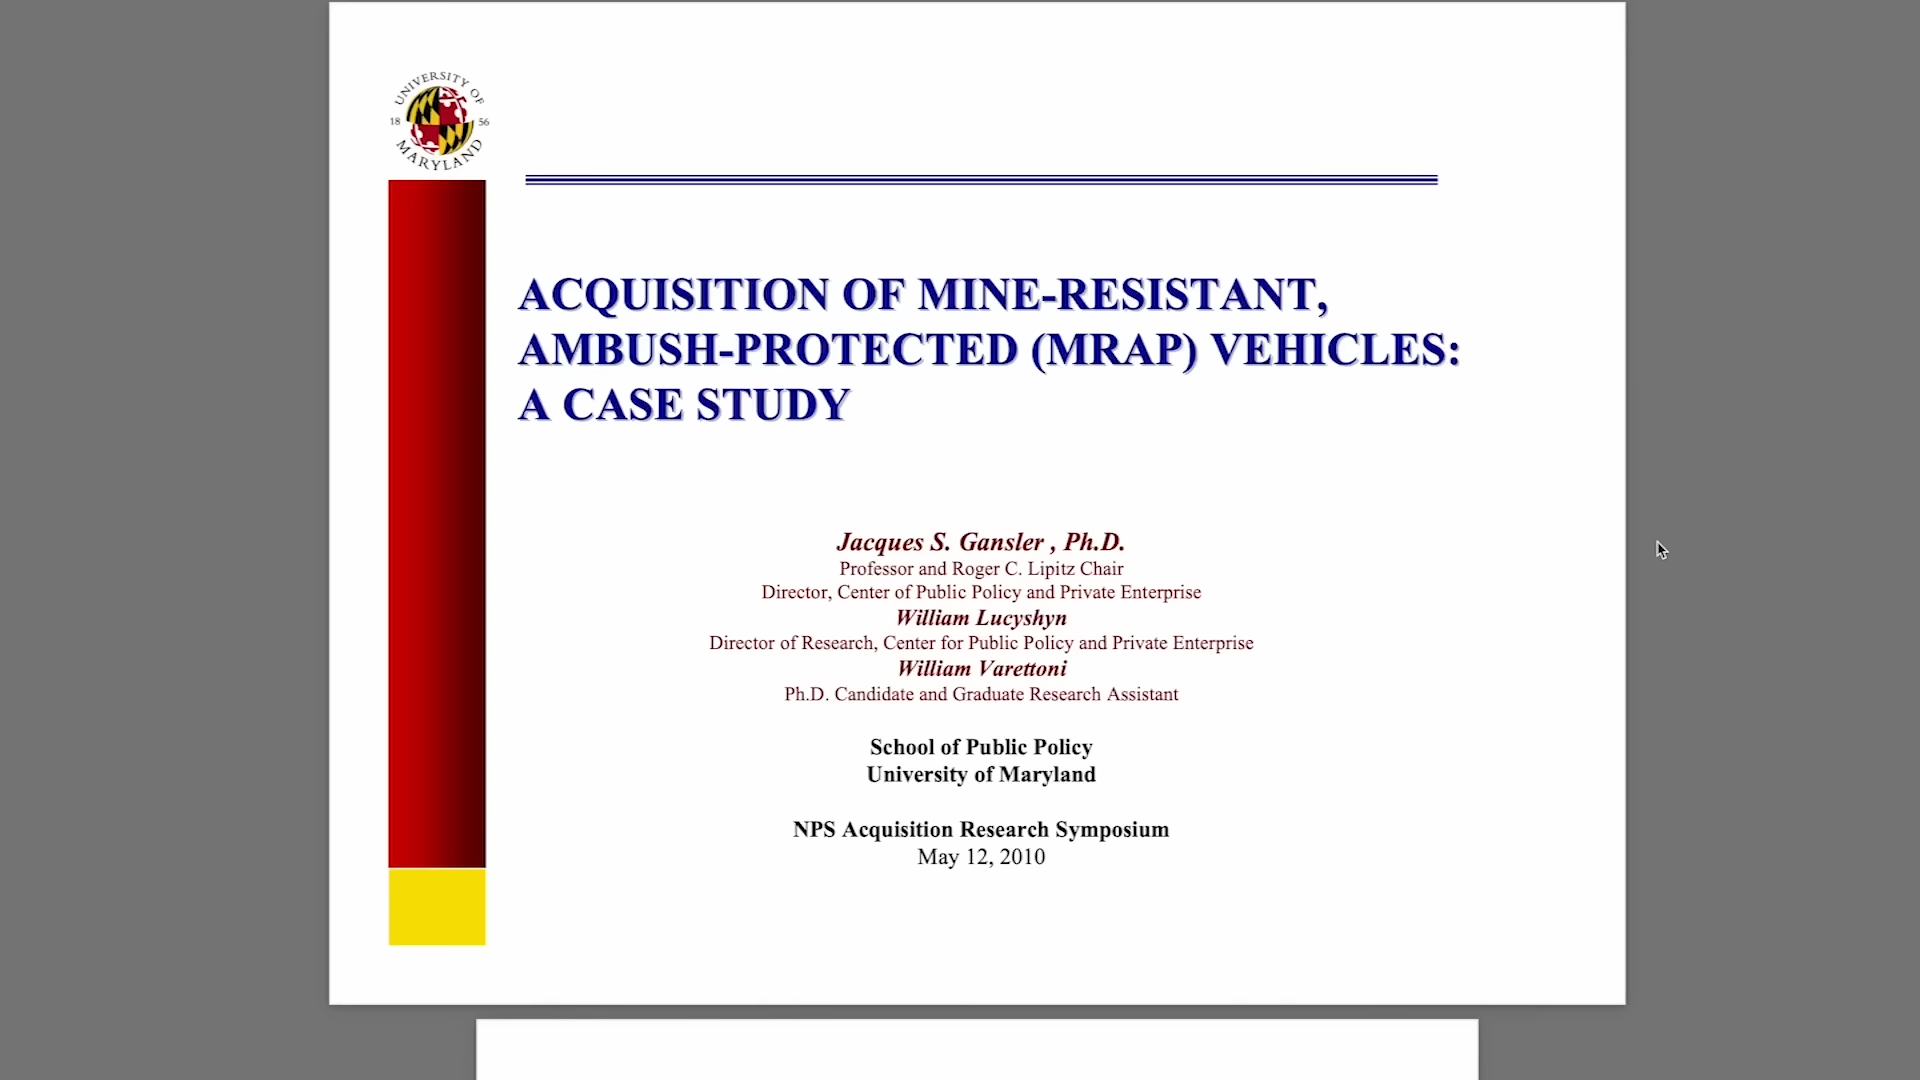 UNIVERSITY OF
18 56
MARYLAND
ACQUISITION OF MINE-RESISTANT,
AMBUSH-PROTECTED (MRAP) VEHICLES:
A CASE STUDY
Jacques S. Gansler , Ph.D.
Professor and Roger C. Lipitz Chair
Director, Center of Public Policy and Private Enterprise
William Lucyshyn
Director of Research, Center for Public Policy and Private Enterprise
William Varettoni
Ph.D. Candidate and Graduate Research Assistant
School of Public Policy
University of Maryland
NPS Acquisition Research Symposium
May 12, 2010